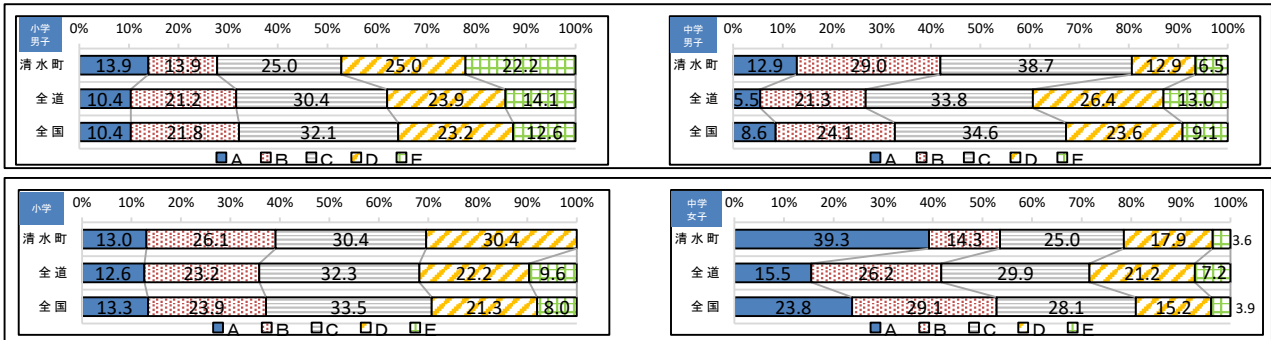 小学
男子
0% 10% 20% 30% 40% 50% 60% 70% 80% 90% 100%
清水町 13.9 13.9 25.0 25.0 22.2
全道 10.4 21.2 30.4 23.9 14.1
全国 10.4 21.8 32.1 23.2 12.6
A B C D E
中学
男子
0% 10% 20% 30% 40% 50% 60% 70% 80% 90% 100%
清水町 12.9 29.0 38.7 12.9 6.5
全道 5.5 21.3 33.8 26.4 13.0
全国 8.6 24.1 34.6 23.6 9.1
A B C D E
小学
0% 10% 20% 30% 40% 50% 60% 70% 80% 90% 100%
清水町 13.0 26.1 30.4 30.4
全道 12.6 23.2 32.3 22.2 9.6
全国 13.3 23.9 33.5 21.3 8.0
A B C D E
中学
女子
0% 10% 20% 30% 40% 50% 60% 70% 80% 90% 100%
清水町 39.3 14.3 25.0 17.9 3.6
全道 15.5 26.2 29.9 21.2 7.2
全国 23.8 29.1 28.1 15.2 3.9
A B C D E